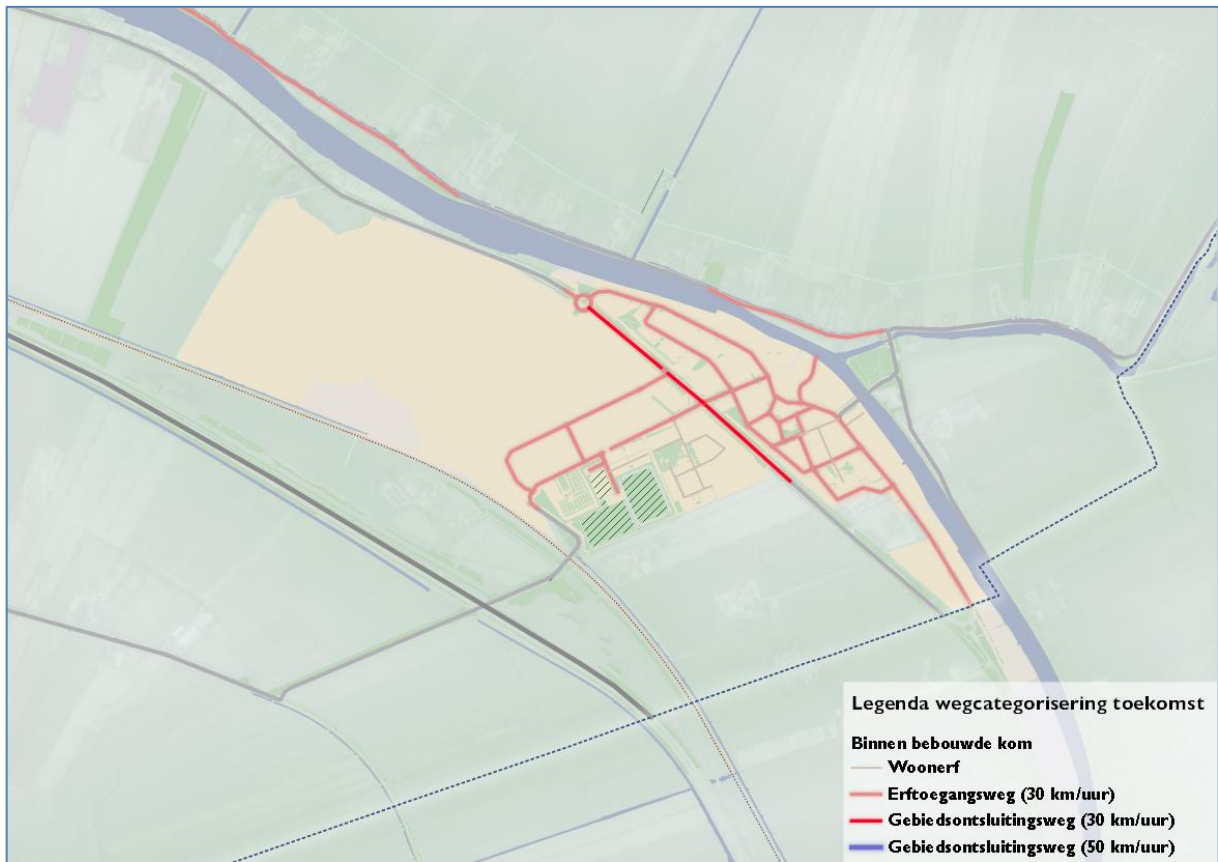 Legenda wegcategorisering toekomst
Binnen bebouwde kom
Woonerf
Erftoegangsweg (30 km/uur)
Gebiedsontsluitingsweg (30 km/uur)
Gebiedsontsluitingsweg (50 km/uur)